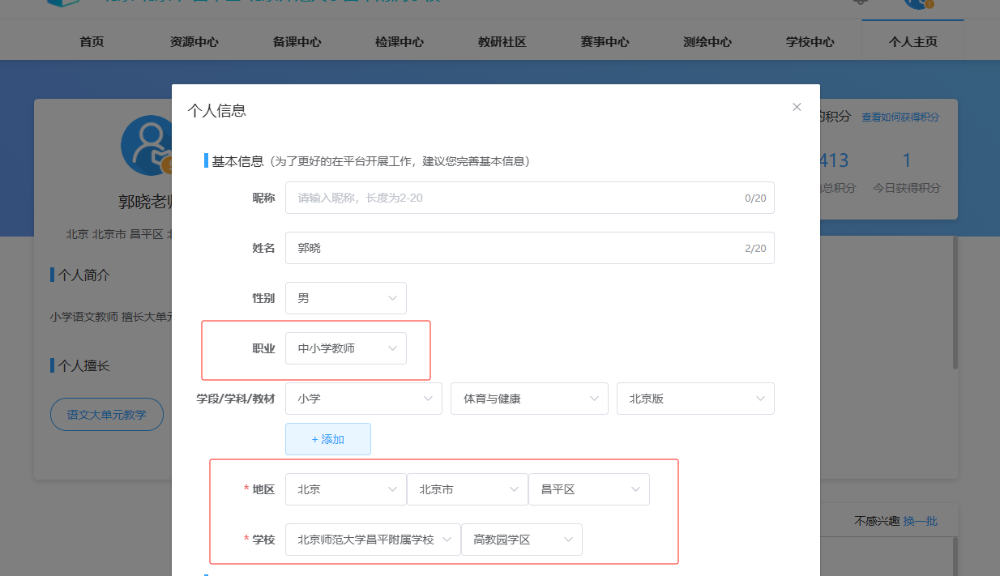 首页 资源中心 备课中心 检课中心 教研社区 赛事中心 测绘中心 学校中心 个人主页
个人信息
的积分 查看如何获得积分
基本信息（为了更好的在平台开展工作，建议您完善基本信息）
413 1
总积分 今日获得积分
郭晓老师
北京 北京市 昌平区
昵称 请输入昵称，长度为2-20 0/20
姓名 郭晓 2/20
个人简介
性别 男
小学语文教师 擅长大单元
职业 中小学教师
个人擅长
学段/学科/教材 小学 体育与健康 北京版
语文大单元教学
+ 添加
* 地区 北京 北京市 昌平区
不感兴趣 换一批
* 学校 北京师范大学昌平附属学校 高教园学区